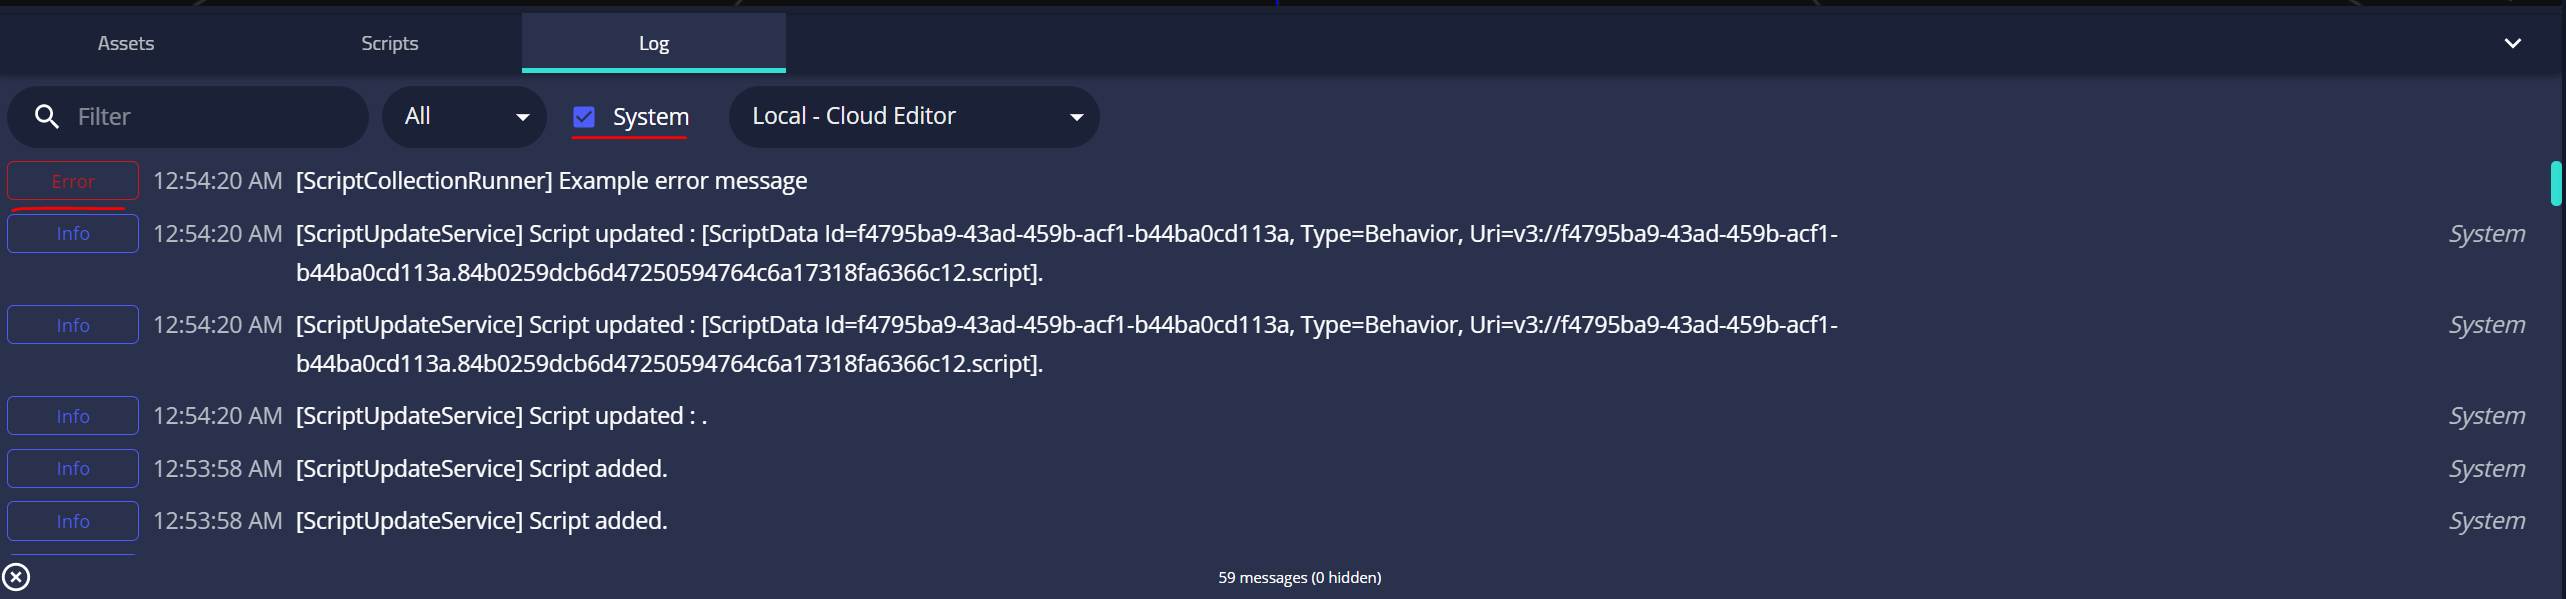 Assets Scripts Log
Filter All System Local - Cloud Editor
Error 12:54:20 AM [ScriptCollectionRunner] Example error message
Info 12:54:20 AM [ScriptUpdateService] Script updated : [ScriptData Id=f4795ba9-43ad-459b-acf1-b44ba0cd113a, Type=Behavior, Uri=v3://f4795ba9-43ad-459b-acf1- System
b44ba0cd113a.84b0259dcb6d47250594764c6a17318fa6366c12.script].
Info 12:54:20 AM [ScriptUpdateService] Script updated : [ScriptData Id=f4795ba9-43ad-459b-acf1-b44ba0cd113a, Type=Behavior, Uri=v3://f4795ba9-43ad-459b-acf1- System
b44ba0cd113a.84b0259dcb6d47250594764c6a17318fa6366c12.script].
Info 12:54:20 AM [ScriptUpdateService] Script updated : . System
Info 12:53:58 AM [ScriptUpdateService] Script added. System
Info 12:53:58 AM [ScriptUpdateService] Script added. System
59 messages (0 hidden)